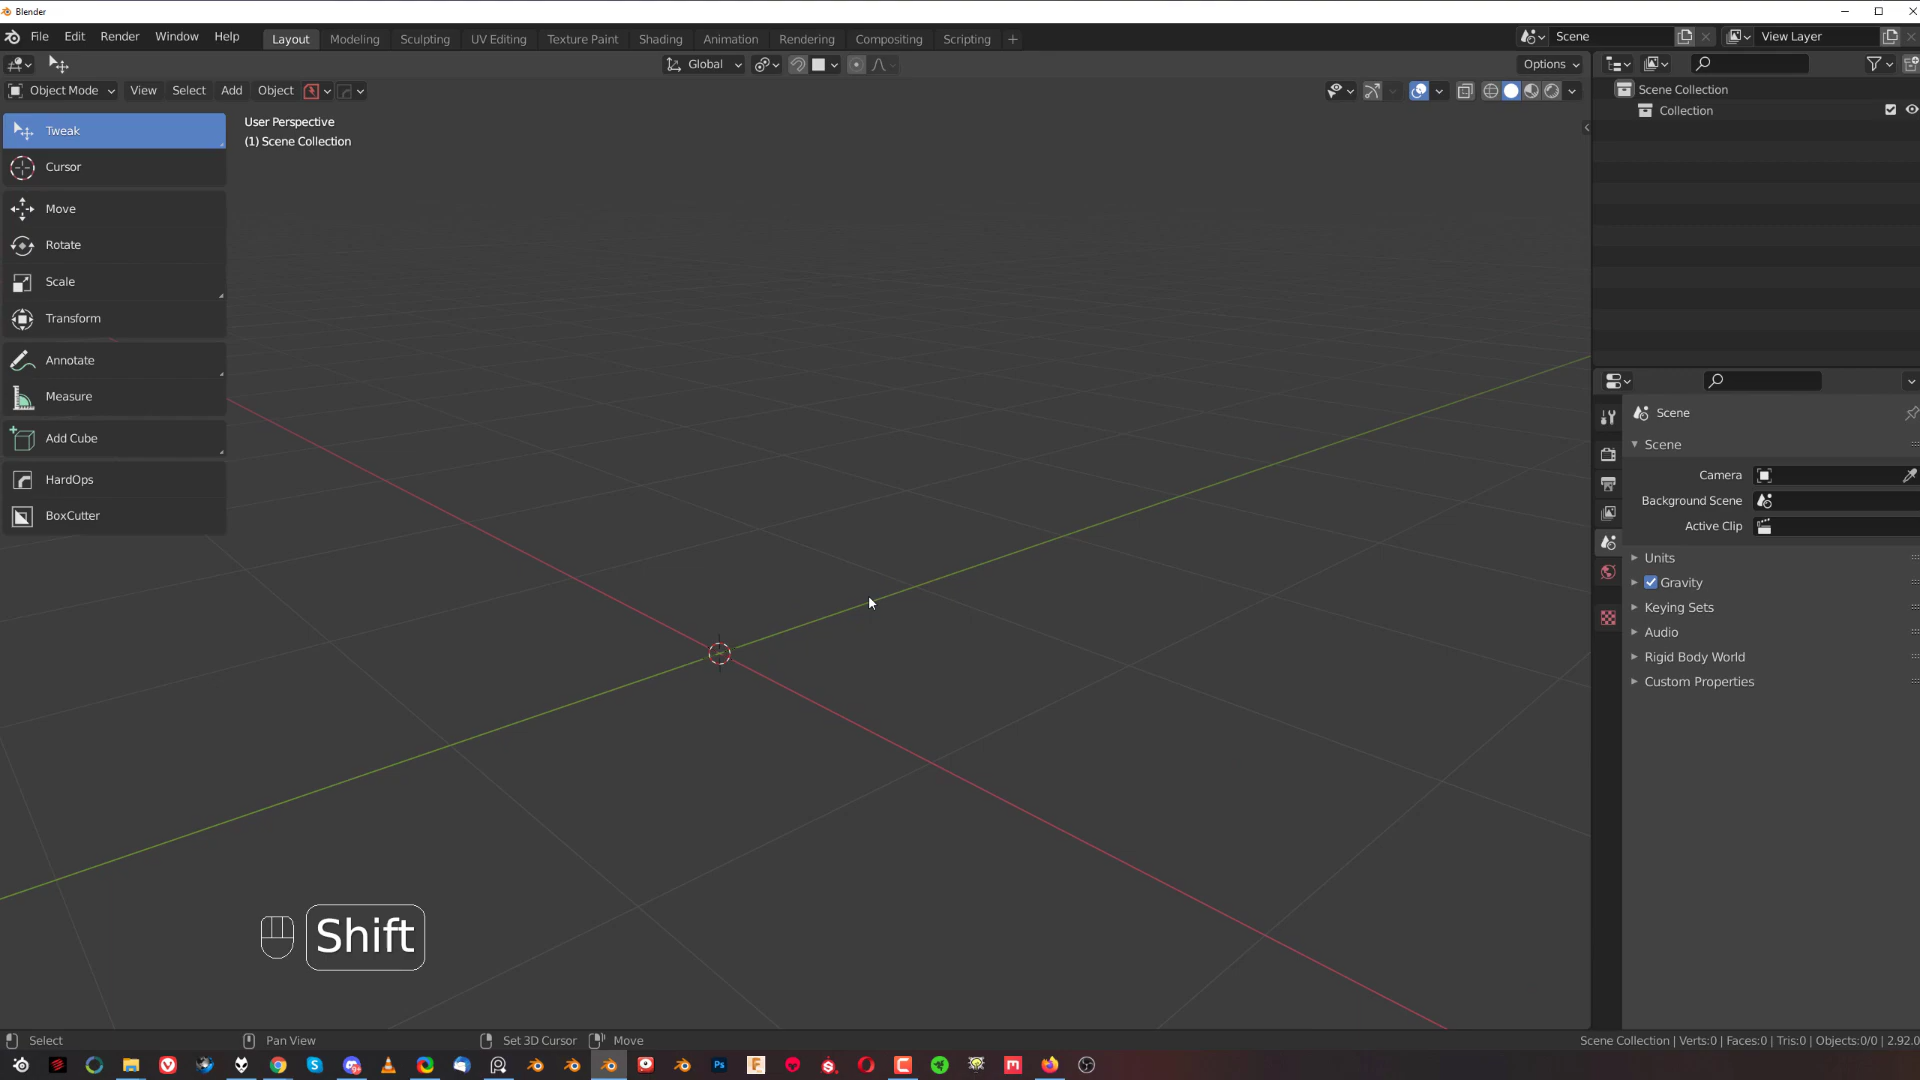 Blender
File Edit Render Window Help Layout Modeling Sculpting UV Editing Texture Paint Shading Animation Rendering Compositing Scripting Scene View Layer
Global Options
Object Mode View Select Add Object
Scene Collection
Collection
User Perspective
(1) Scene Collection
Tweak
Cursor
Move
Rotate
Scale
Transform
Annotate
Measure
Add Cube
HardOps
BoxCutter
Scene
Scene
Camera
Background Scene
Active Clip
Units
Gravity
Keying Sets
Audio
Rigid Body World
Custom Properties
Shift
Select Pan View Set 3D Cursor Move Scene Collection | Verts:0 | Faces:0 | Tris:0 | Objects:0/0 | 2.92.0